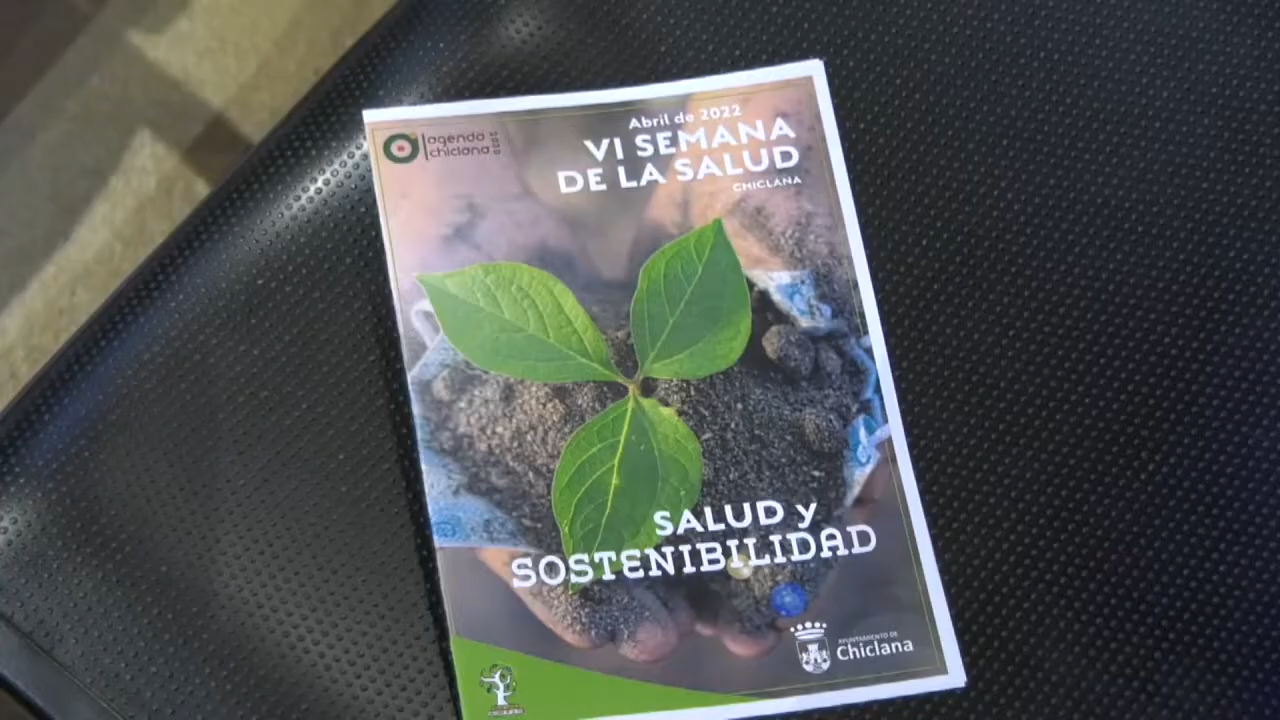 Abril de 2022
VI SEMANA
DE LA SALUD
CHICLANA
agenda
chiclana
SALUD y
SOSTENIBILIDAD
AYUNTAMIENTO DE
Chiclana